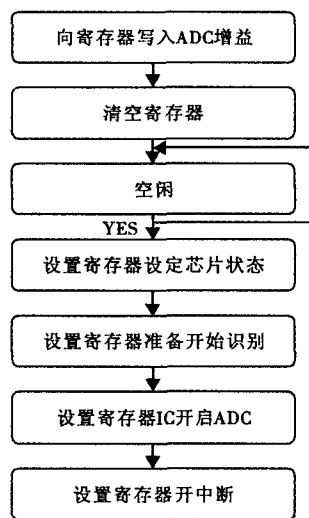 向寄存器写入ADC增益
清空寄存器
空闲
YES
设置寄存器设定芯片状态
设置寄存器准备开始识别
设置寄存器IC开启ADC
设置寄存器开中断